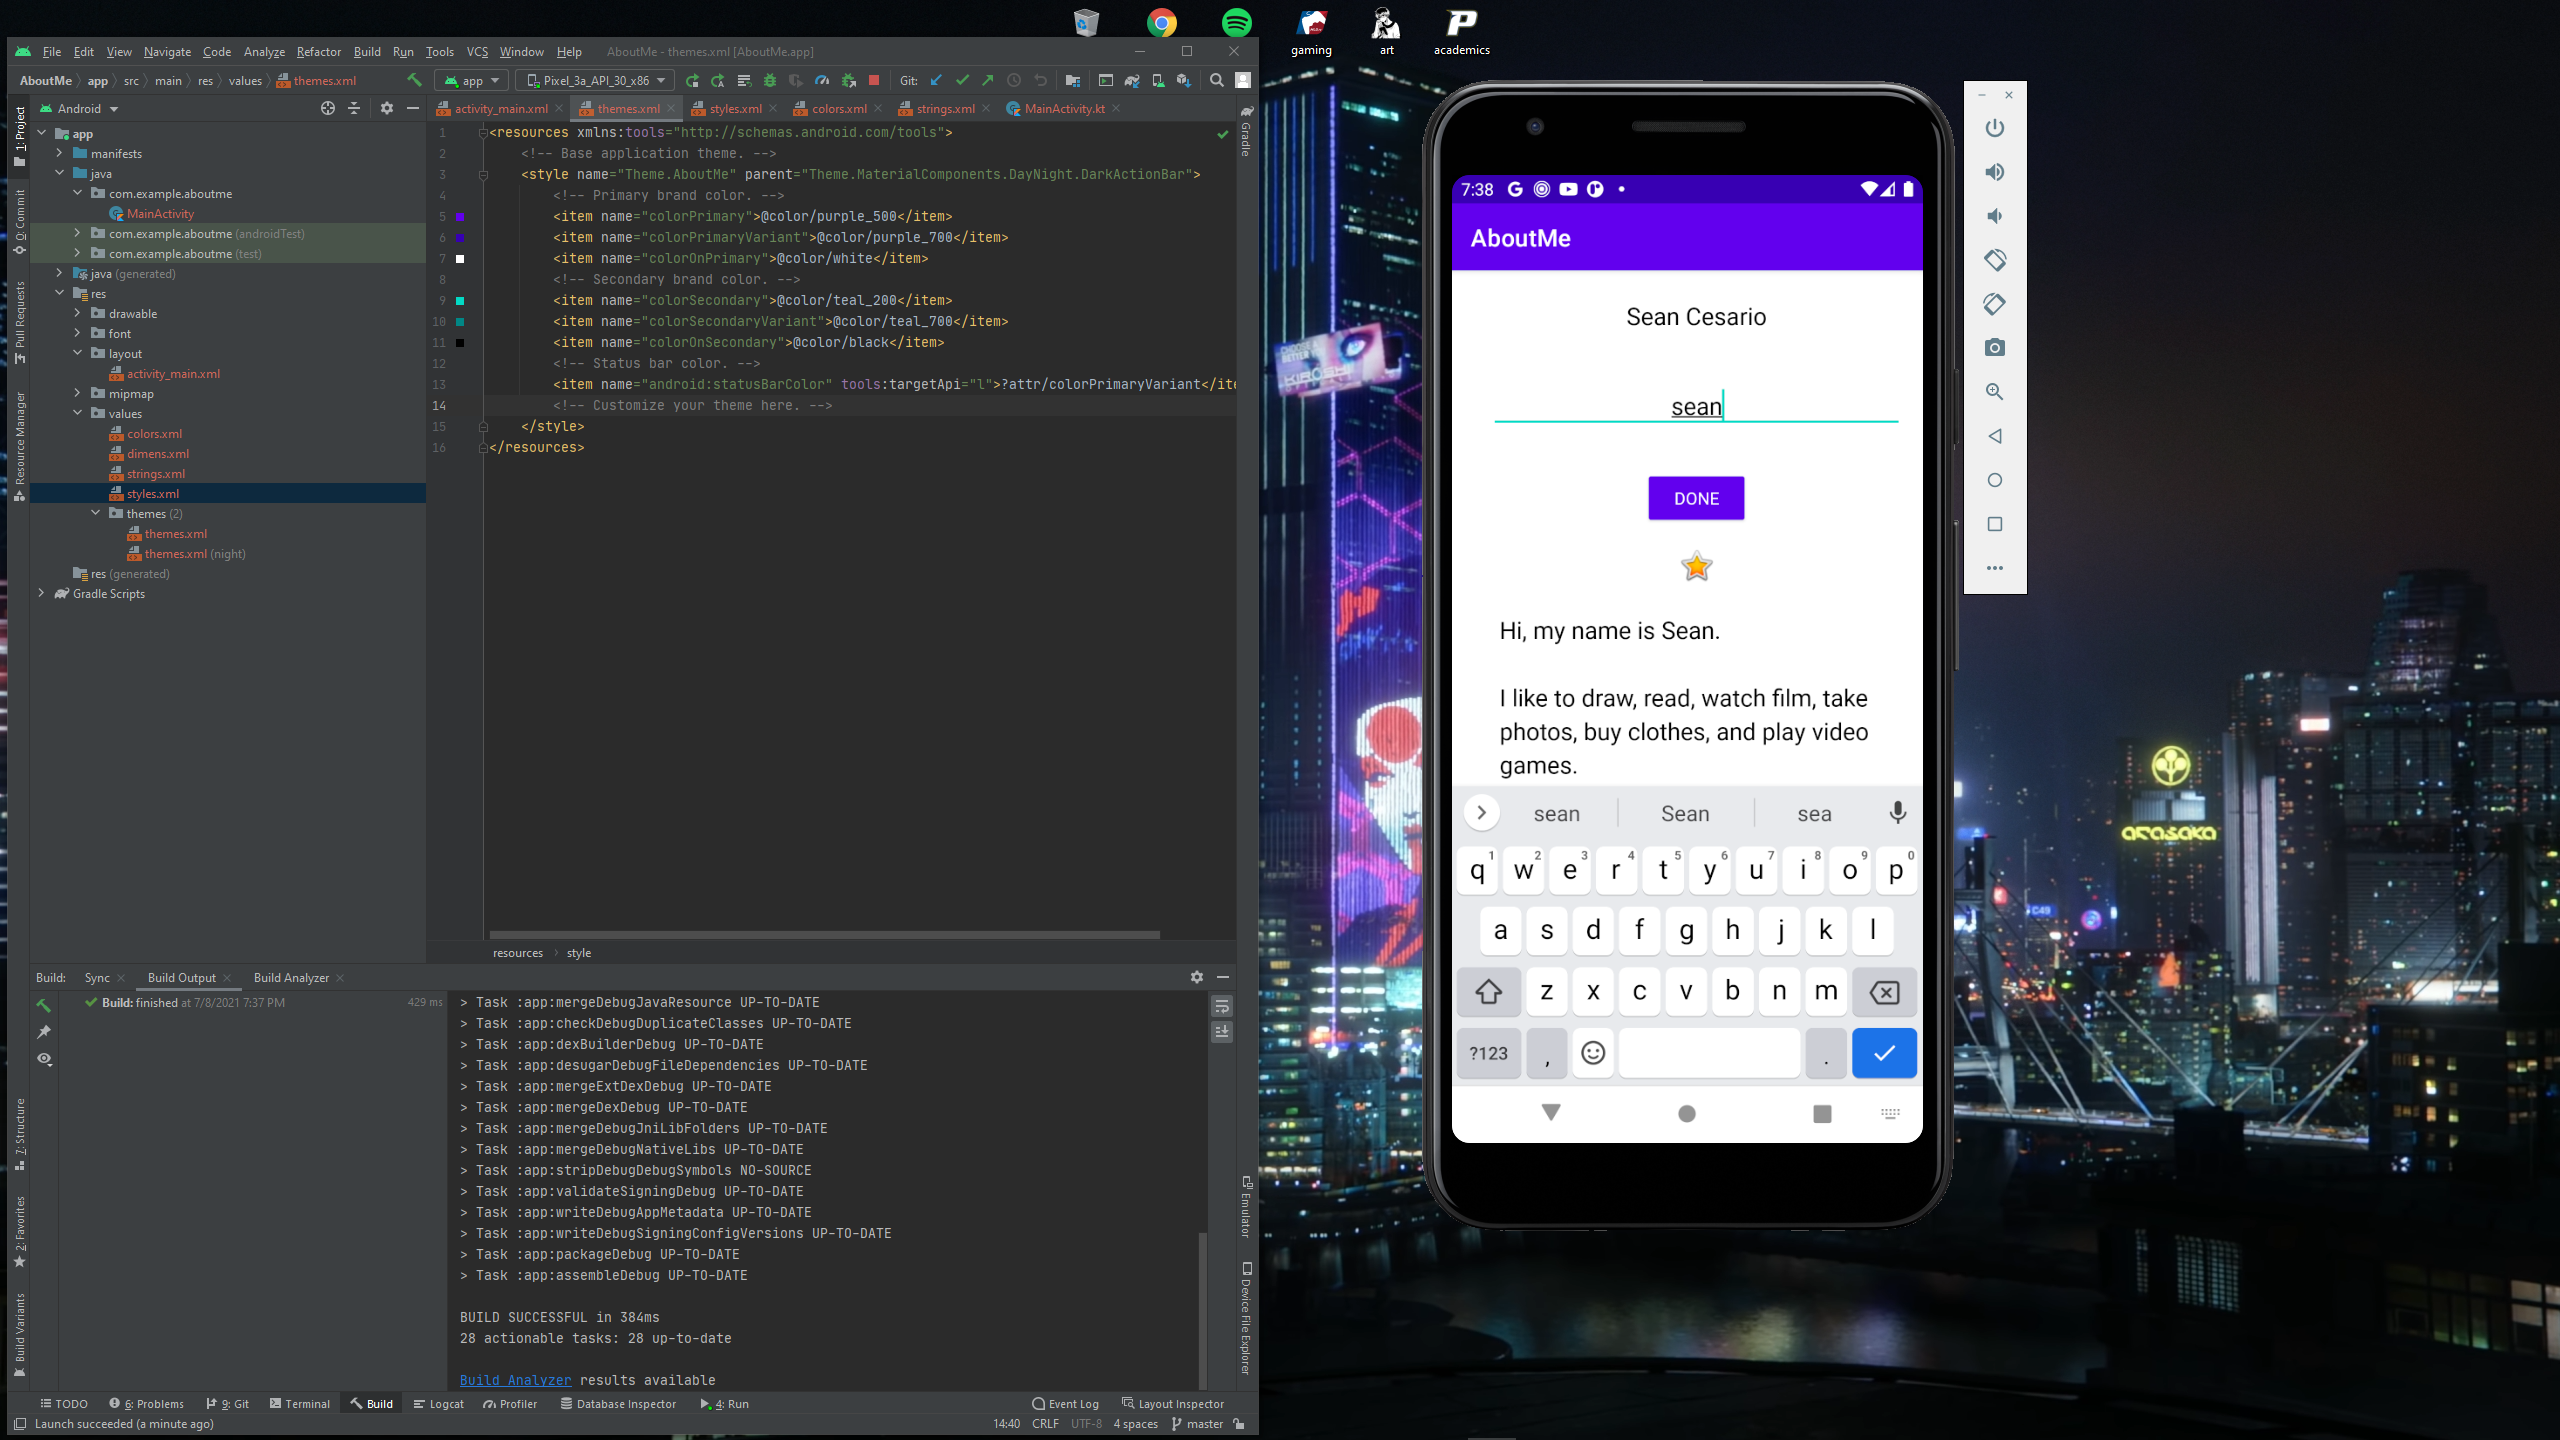 gaming
art
academics
File Edit View Navigate Code Analyze Refactor Build Run Tools VCS Window Help AboutMe - themes.xml [AboutMe.app]
AboutMe app src main res values themes.xml app Pixel_3a_API_30_x86 Git:
Android
activity_main.xml themes.xml styles.xml colors.xml strings.xml MainActivity.kt
1: Project
0: Commit
Pull Requests
Resource Manager
7: Structure
2: Favorites
Build Variants
app
manifests
java
com.example.aboutme
MainActivity
com.example.aboutme (androidTest)
com.example.aboutme (test)
java (generated)
res
drawable
font
layout
activity_main.xml
mipmap
values
colors.xml
dimens.xml
strings.xml
styles.xml
themes (2)
themes.xml
themes.xml (night)
res (generated)
Gradle Scripts
1 <resources xmlns:tools="http://schemas.android.com/tools">
2 <!-- Base application theme. -->
3 <style name="Theme.AboutMe" parent="Theme.MaterialComponents.DayNight.DarkActionBar">
4 <!-- Primary brand color. -->
5 <item name="colorPrimary">@color/purple_500</item>
6 <item name="colorPrimaryVariant">@color/purple_700</item>
7 <item name="colorOnPrimary">@color/white</item>
8 <!-- Secondary brand color. -->
9 <item name="colorSecondary">@color/teal_200</item>
10 <item name="colorSecondaryVariant">@color/teal_700</item>
11 <item name="colorOnSecondary">@color/black</item>
12 <!-- Status bar color. -->
13 <item name="android:statusBarColor" tools:targetApi="l">?attr/colorPrimaryVariant</ite
14 <!-- Customize your theme here. -->
15 </style>
16 </resources>
resources style
Gradle
Emulator
Device File Explorer
Build: Sync Build Output Build Analyzer
Build: finished at 7/8/2021 7:37 PM 429 ms
> Task :app:mergeDebugJavaResource UP-TO-DATE
> Task :app:checkDebugDuplicateClasses UP-TO-DATE
> Task :app:dexBuilderDebug UP-TO-DATE
> Task :app:desugarDebugFileDependencies UP-TO-DATE
> Task :app:mergeExtDexDebug UP-TO-DATE
> Task :app:mergeDexDebug UP-TO-DATE
> Task :app:mergeDebugJniLibFolders UP-TO-DATE
> Task :app:mergeDebugNativeLibs UP-TO-DATE
> Task :app:stripDebugDebugSymbols NO-SOURCE
> Task :app:validateSigningDebug UP-TO-DATE
> Task :app:writeDebugAppMetadata UP-TO-DATE
> Task :app:writeDebugSigningConfigVersions UP-TO-DATE
> Task :app:packageDebug UP-TO-DATE
> Task :app:assembleDebug UP-TO-DATE
BUILD SUCCESSFUL in 384ms
28 actionable tasks: 28 up-to-date
Build Analyzer results available
TODO 6: Problems 9: Git Terminal Build Logcat Profiler Database Inspector 4: Run Event Log Layout Inspector
Launch succeeded (a minute ago) 14:40 CRLF UTF-8 4 spaces master
7:38
AboutMe
Sean Cesario
sean
DONE
Hi, my name is Sean.
I like to draw, read, watch film, take
photos, buy clothes, and play video
games.
sean Sean sea
q1 w2 e3 r4 t5 y6 u7 i8 o9 p0
a s d f g h j k l
z x c v b n m
?123 , .
CHOOSE A
BETTER YOU
KIROSHI
ARASAKA